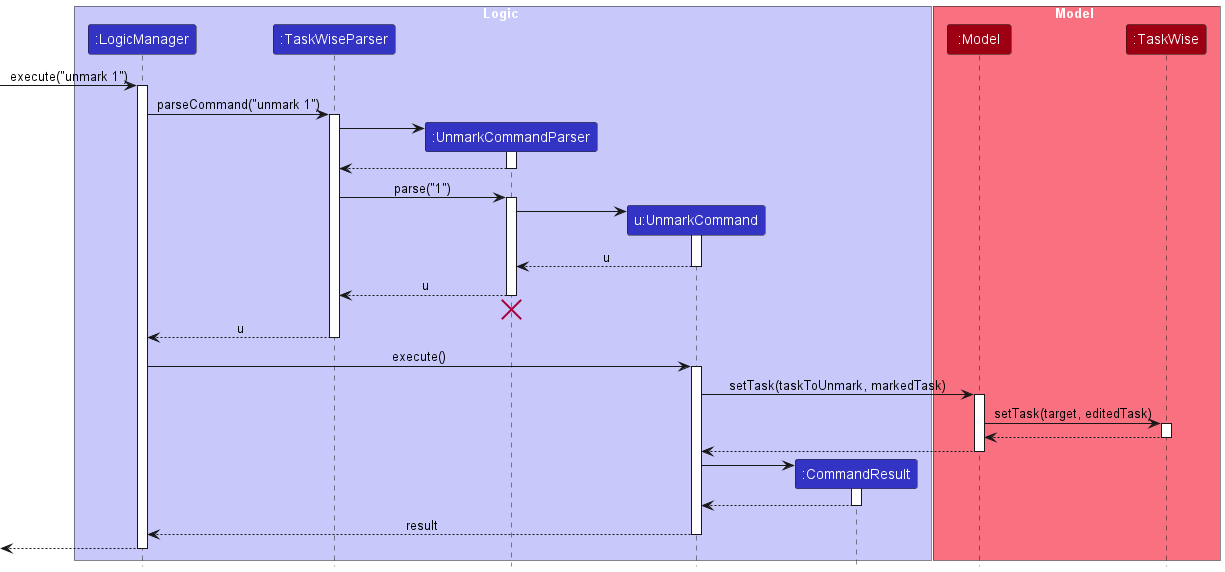 Logic
Model
:LogicManager
:TaskWiseParser
:Model
:TaskWise
execute("unmark 1")
parseCommand("unmark 1")
:UnmarkCommandParser
parse("1")
u:UnmarkCommand
u
u
u
execute()
setTask(taskToUnmark, markedTask)
setTask(target, editedTask)
:CommandResult
result